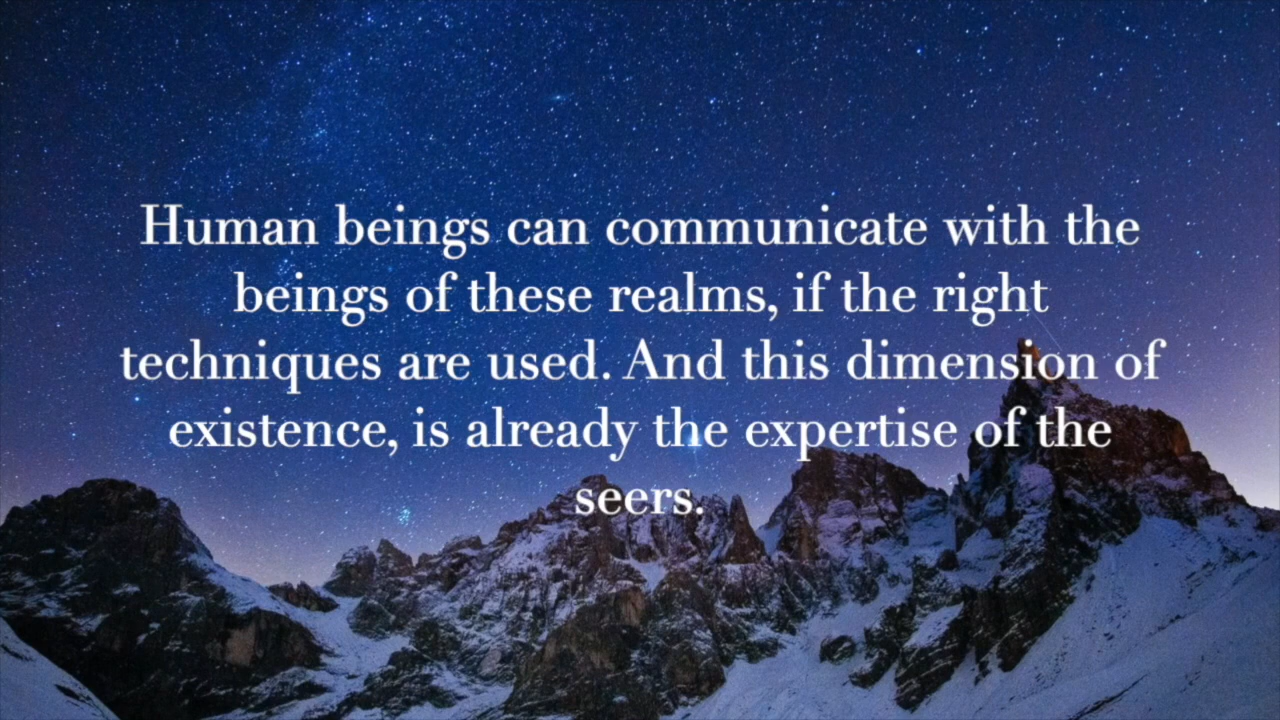 Human beings can communicate with the
beings of these realms, if the right
techniques are used. And this dimension of
existence, is already the expertise of the
seers.